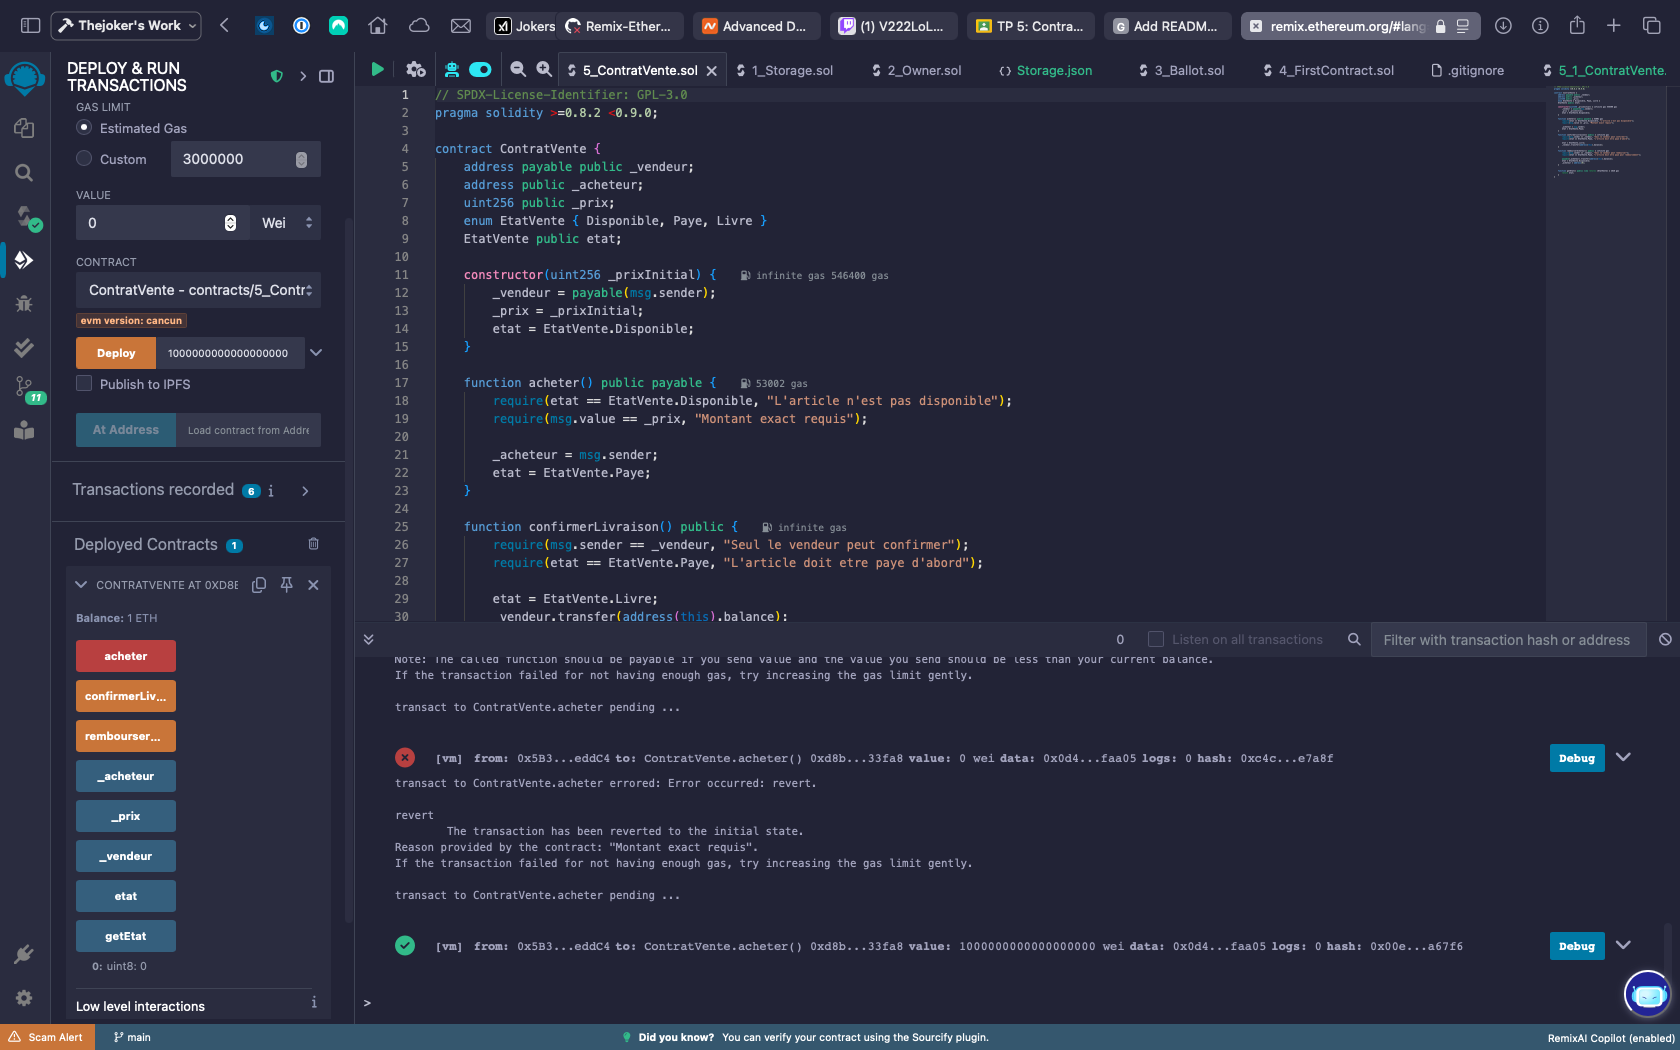 Thejoker's Work
Jokers
Remix-Ether...
Advanced D...
(1) V222LoL...
TP 5: Contra...
Add READM...
remix.ethereum.org/#lang
DEPLOY & RUN
TRANSACTIONS
GAS LIMIT
Estimated Gas
Custom
3000000
VALUE
0
Wei
CONTRACT
ContratVente - contracts/5_Contr
evm version: cancun
Deploy
1000000000000000000
Publish to IPFS
At Address
Load contract from Addre
Transactions recorded 6 i
Deployed Contracts 1
CONTRATVENTE AT 0XD8B
Balance: 1 ETH
acheter
confirmerLiv...
rembourser...
_acheteur
_prix
_vendeur
etat
getEtat
0: uint8: 0
Low level interactions
i
11
5_ContratVente.sol
1_Storage.sol
2_Owner.sol
Storage.json
3_Ballot.sol
4_FirstContract.sol
.gitignore
5_1_ContratVente.
1 // SPDX-License-Identifier: GPL-3.0
2 pragma solidity >=0.8.2 <0.9.0;
3
4 contract ContratVente {
5 address payable public _vendeur;
6 address public _acheteur;
7 uint256 public _prix;
8 enum EtatVente { Disponible, Paye, Livre }
9 EtatVente public etat;
10
11 constructor(uint256 _prixInitial) { infinite gas 546400 gas
12 _vendeur = payable(msg.sender);
13 _prix = _prixInitial;
14 etat = EtatVente.Disponible;
15 }
16
17 function acheter() public payable { 53002 gas
18 require(etat == EtatVente.Disponible, "L'article n'est pas disponible");
19 require(msg.value == _prix, "Montant exact requis");
20
21 _acheteur = msg.sender;
22 etat = EtatVente.Paye;
23 }
24
25 function confirmerLivraison() public { infinite gas
26 require(msg.sender == _vendeur, "Seul le vendeur peut confirmer");
27 require(etat == EtatVente.Paye, "L'article doit etre paye d'abord");
28
29 etat = EtatVente.Livre;
30 _vendeur.transfer(address(this).balance);
0
Listen on all transactions
Filter with transaction hash or address
Note: The called function should be payable if you send value and the value you send should be less than your current balance.
If the transaction failed for not having enough gas, try increasing the gas limit gently.
transact to ContratVente.acheter pending ...
[vm] from: 0x5B3...eddC4 to: ContratVente.acheter() 0xd8b...33fa8 value: 0 wei data: 0x0d4...faa05 logs: 0 hash: 0xc4c...e7a8f
Debug
transact to ContratVente.acheter errored: Error occurred: revert.
revert
The transaction has been reverted to the initial state.
Reason provided by the contract: "Montant exact requis".
If the transaction failed for not having enough gas, try increasing the gas limit gently.
transact to ContratVente.acheter pending ...
[vm] from: 0x5B3...eddC4 to: ContratVente.acheter() 0xd8b...33fa8 value: 1000000000000000000 wei data: 0x0d4...faa05 logs: 0 hash: 0x00e...a67f6
Debug
>
Scam Alert
main
Did you know? You can verify your contract using the Sourcify plugin.
RemixAI Copilot (enabled)